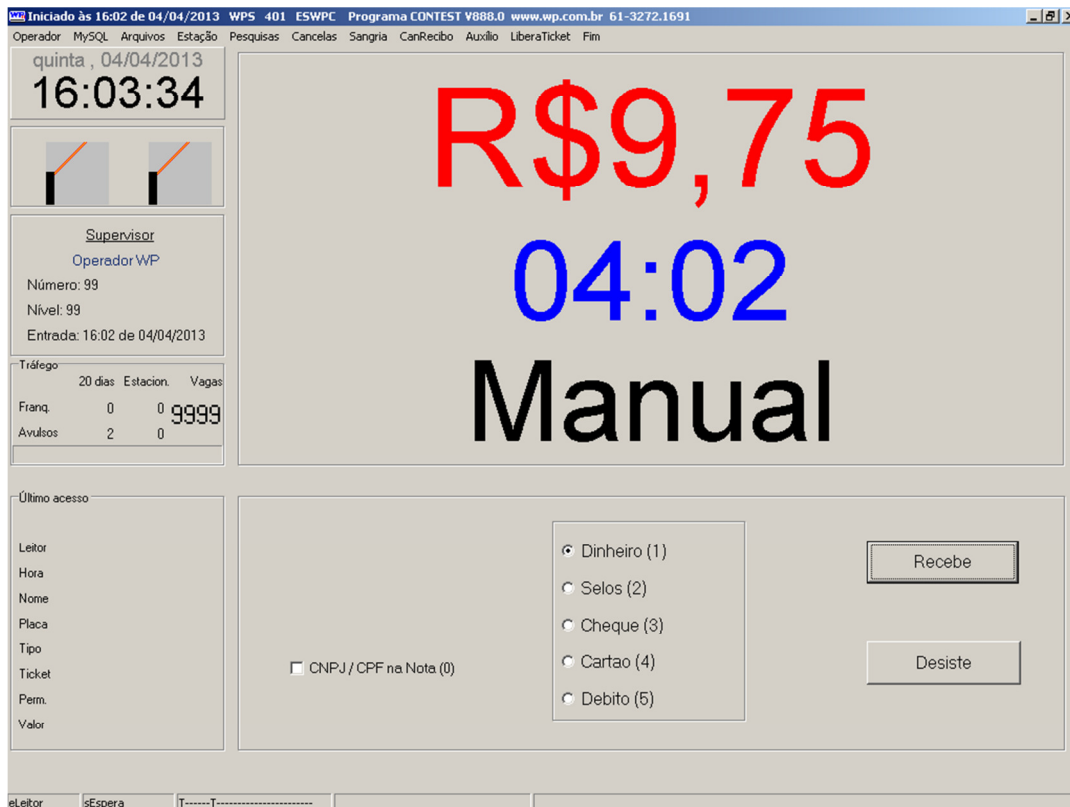 Iniciado às 16:02 de 04/04/2013 WPS 401 ESWPC Programa CONTEST V888.0 www.wp.com.br 61-3272.1691
Operador MySQL Arquivos Estação Pesquisas Cancelas Sangria CanRecibo Auxílio LiberaTicket Fim
quinta , 04/04/2013
16:03:34
R$9,75
04:02
Manual
Supervisor
Operador WP
Número: 99
Nível: 99
Entrada: 16:02 de 04/04/2013
Tráfego
20 dias Estacion. Vagas
Franq. 0 0 9999
Avulsos 2 0
Último acesso
Leitor
Hora
Nome
Placa
Tipo
Ticket
Perm.
Valor
CNPJ / CPF na Nota (0)
Dinheiro (1)
Selos (2)
Cheque (3)
Cartao (4)
Debito (5)
Recebe
Desiste
eLeitor sEspera T------T-----------------------